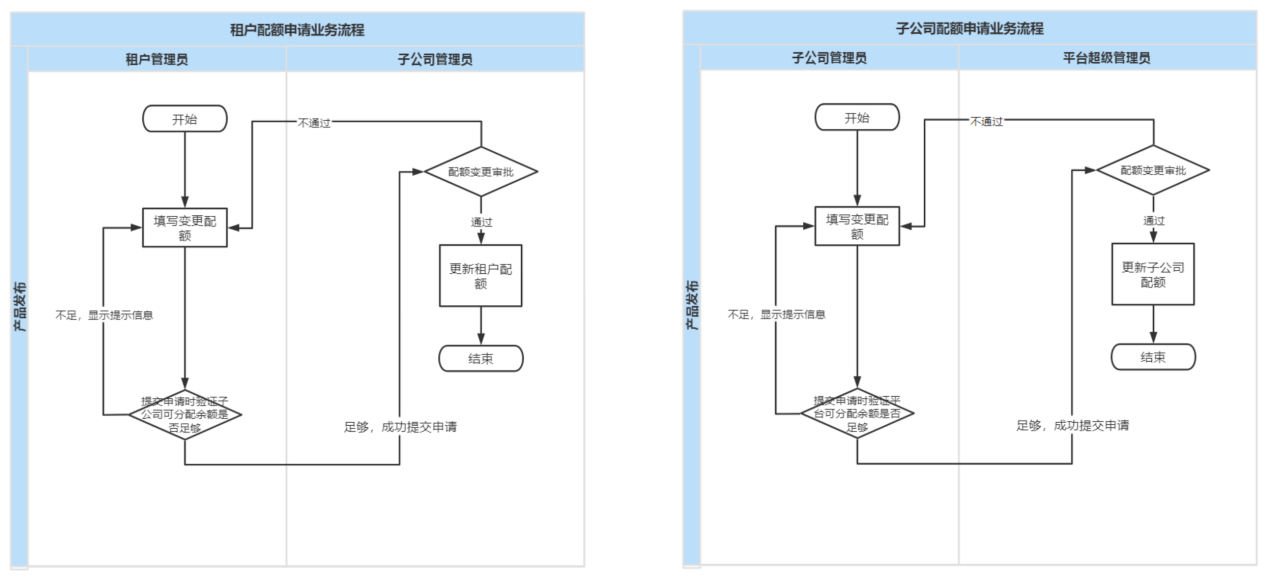 租户配额申请业务流程
租户管理员
子公司管理员
产品发布
开始
不通过
配额变更审批
填写变更配
额
通过
更新租户配
额
不足，显示提示信息
结束
提交申请时验证子
公司可分配余额是
否足够
足够，成功提交申请
子公司配额申请业务流程
子公司管理员
平台超级管理员
产品发布
开始
不通过
配额变更审批
填写变更配
额
通过
更新子公司
配额
不足，显示提示信息
结束
提交申请时验证平
台可分配余额是否
足够
足够，成功提交申请